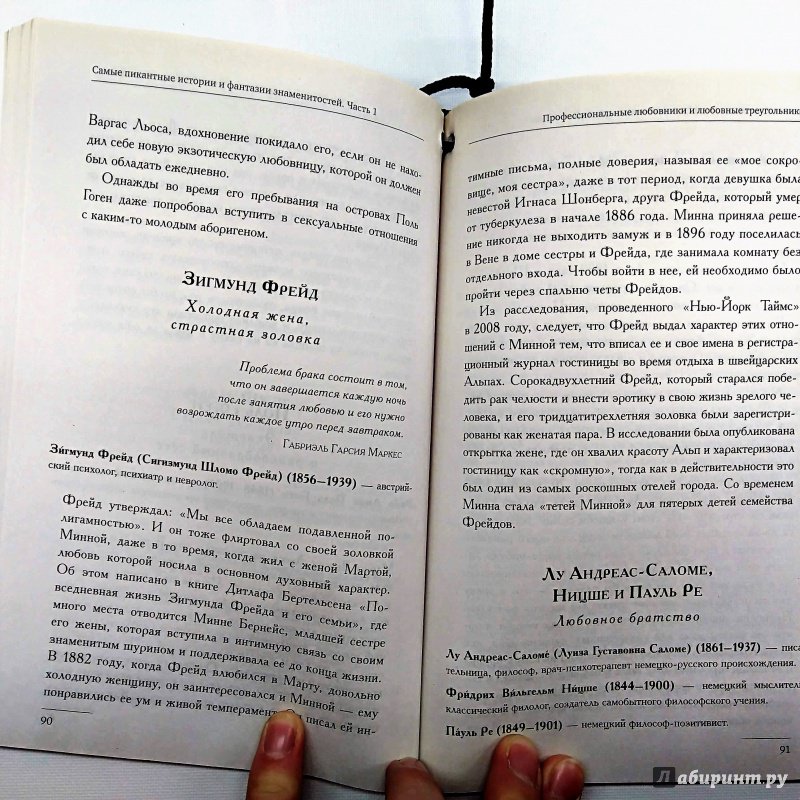 Самые пикантные истории и фантазии знаменитостей. Часть 1
Варгас Льоса, вдохновение покидало его, если он не нахо-
дил себе новую экзотическую любовницу, которой он должен
был обладать ежедневно.
Однажды во время его пребывания на островах Поль
Гоген даже попробовал вступить в сексуальные отношения
с каким-то молодым аборигеном.
Зигмунд Фрейд
Холодная жена,
страстная золовка
Проблема брака состоит в том,
что он завершается каждую ночь
после занятия любовью и его нужно
возрождать каждое утро перед завтраком.
Габриэль Гарсия Маркес
Зи́гмунд Фрейд (Сигизмунд Шломо Фрейд) (1856–1939) — австрий-
ский психолог, психиатр и невролог.
Фрейд утверждал: «Мы все обладаем подавленной по-
лигамностью». И он тоже флиртовал со своей золовкой
Минной, даже в то время, когда жил с женой Мартой,
любовь которой носила в основном духовный характер.
Об этом написано в книге Дитлафа Бертельсена «По-
вседневная жизнь Зигмунда Фрейда и его семьи», где
много места отводится Минне Бернейс, младшей сестре
его жены, которая вступила в интимную связь со своим
знаменитым шурином и поддерживала ее до конца жизни.
В 1882 году, когда Фрейд влюбился в Марту, довольно
холодную женщину, он заинтересовался и Минной — ему
понравились ее ум и живой темперамент. писал ей ин-
90
Профессиональные любовники и любовные треугольник
тимные письма, полные доверия, называя ее «мое сокро-
вище, моя сестра», даже в тот период, когда девушка была
невестой Игнаса Шонберга, друга Фрейда, который умер
от туберкулеза в начале 1886 года. Минна приняла реше-
ние никогда не выходить замуж и в 1896 году поселилась
в Вене в доме сестры и Фрейда, где занимала комнату без
отдельного входа. Чтобы войти в нее, ей необходимо было
пройти через спальню четы Фрейдов.
Из расследования, проведенного «Нью-Йорк Таймс»
в 2008 году, следует, что Фрейд выдал характер этих отно-
шений с Минной тем, что вписал ее и свое имена в регистра-
ционный журнал гостиницы во время отдыха в швейцарских
Альпах. Сорокадвухлетний Фрейд, который старался побе-
дить рак челюсти и внести эротику в свою жизнь зрелого че-
ловека, и его тридцатитрехлетняя золовка были зарегистри-
рованы как женатая пара. В исследовании была опубликована
открытка жене, где он хвалил красоту Альп и характеризовал
гостиницу как «скромную», тогда как в действительности это
был один из самых роскошных отелей города. Со временем
Минна стала «тетей Минной» для пятерых детей семейства
Фрейдов.
Лу Андреас-Саломе,
Ницше и Пауль Ре
Любовное братство
Лу Андреас-Саломе́ (Луиза Густавовна Саломе) (1861–1937) — писа
тельница, философ, врач-психотерапевт немецко-русского происхождения.
Фри́дрих Ви́льгельм Ни́цше (1844–1900) — немецкий мыслитель
классический филолог, создатель самобытного философского учения.
Па́уль Ре (1849–1901) — немецкий философ-позитивист.
91
Лабиринт.ру